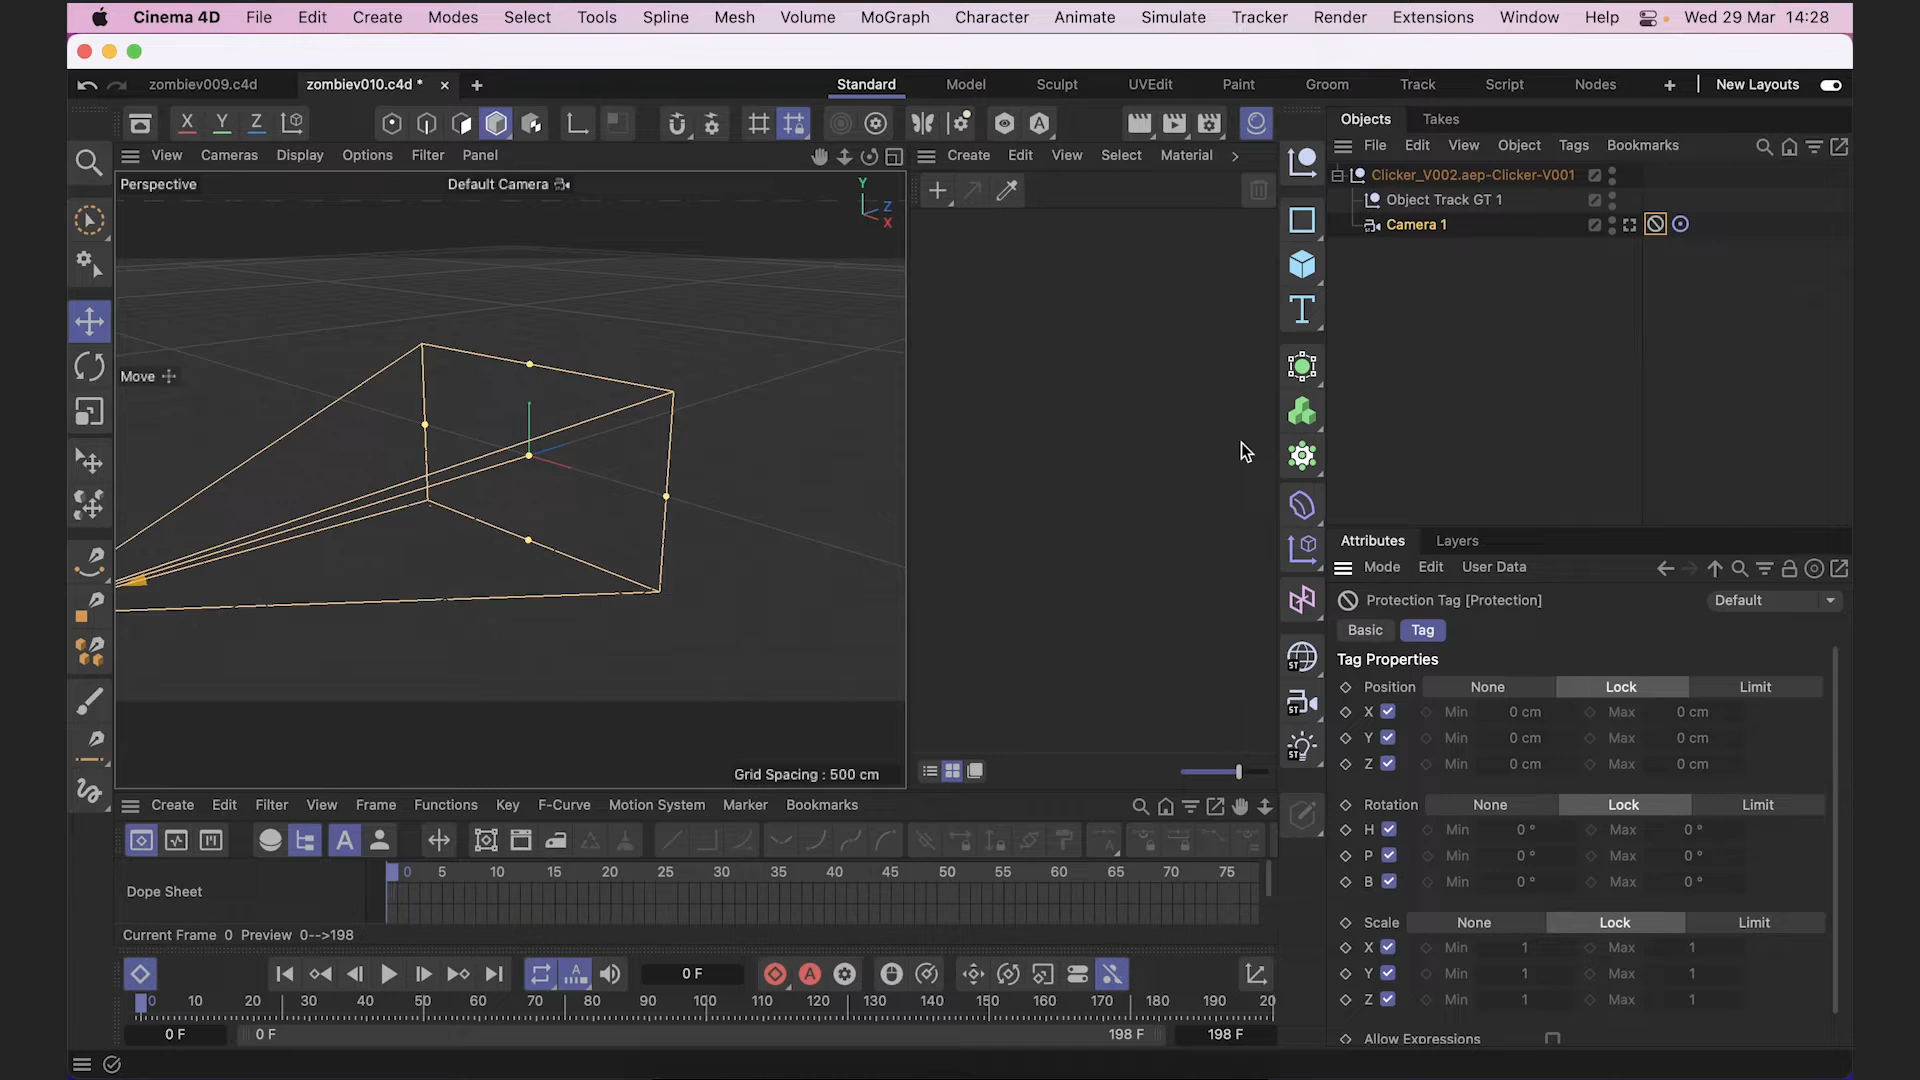 Cinema 4D File Edit Create Modes Select Tools Spline Mesh Volume MoGraph Character Animate Simulate Tracker Render Extensions Window Help Wed 29 Mar 14:28
zombiev009.c4d zombiev010.c4d * Standard Model Sculpt UVEdit Paint Groom Track Script Nodes New Layouts
X Y Z
Objects Takes
File Edit View Object Tags Bookmarks
View Cameras Display Options Filter Panel
Create Edit View Select Material
Perspective
Default Camera
Y
Z
X
Clicker_V002.aep-Clicker-V001
Object Track GT 1
Camera 1
Move
Grid Spacing : 500 cm
ST
ST
ST
Attributes Layers
Mode Edit User Data
Protection Tag [Protection] Default
Basic Tag
Tag Properties
Position None Lock Limit
X Min 0 cm Max 0 cm
Y Min 0 cm Max 0 cm
Z Min 0 cm Max 0 cm
Rotation None Lock Limit
H Min 0 ° Max 0 °
P Min 0 ° Max 0 °
B Min 0 ° Max 0 °
Scale None Lock Limit
X Min 1 Max 1
Y Min 1 Max 1
Z Min 1 Max 1
Allow Expressions
Create Edit Filter View Frame Functions Key F-Curve Motion System Marker Bookmarks
A
0 5 10 15 20 25 30 35 40 45 50 55 60 65 70 75
Dope Sheet
Current Frame 0 Preview 0-->198
0 F
0 10 20 30 40 50 60 70 80 90 100 110 120 130 140 150 160 170 180 190 20
0 F 0 F 198 F 198 F